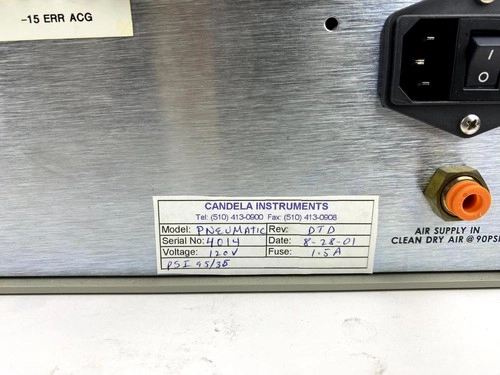 -15 ERR ACG
CANDELA INSTRUMENTS
Tel: (510) 413-0900 Fax: (510) 413-0908
Model: PNEUMATIC Rev: DTD
Serial No: 4014 Date: 8-28-01
Voltage: 120V Fuse: 1.5A
PSI 95/35
AIR SUPPLY IN
CLEAN DRY AIR @ 90PSI